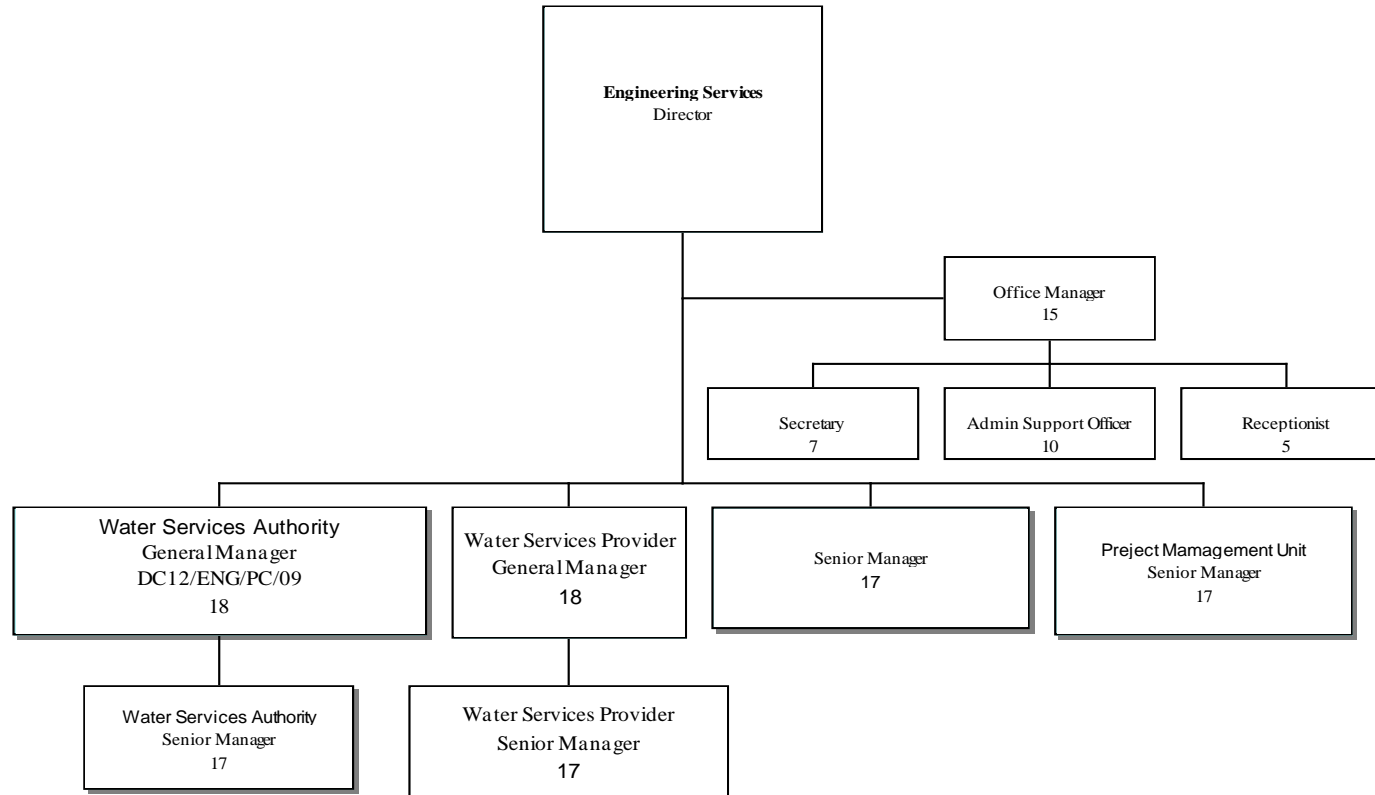 Engineering Services
Director
Office Manager
15
Secretary
7
Admin Support Officer
10
Receptionist
5
Water Services Authority
General Manager
DC12/ENG/PC/09
18
Water Services Provider
General Manager
18
Senior Manager
17
Preject Mamagement Unit
Senior Manager
17
Water Services Authority
Senior Manager
17
Water Services Provider
Senior Manager
17